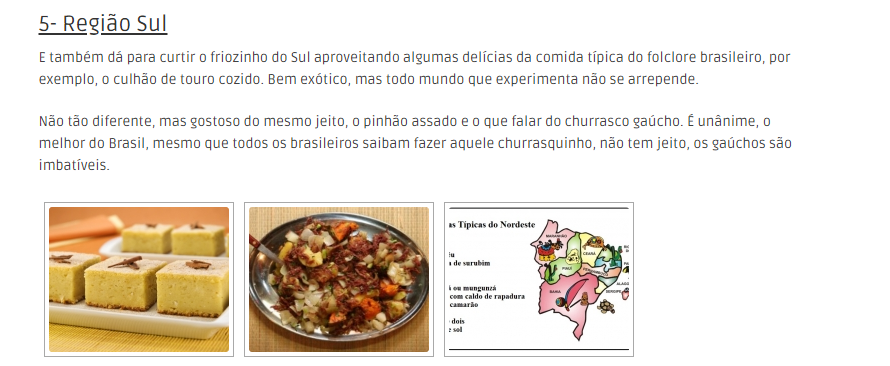 5- Região Sul
E também dá para curtir o friozinho do Sul aproveitando algumas delícias da comida típica do folclore brasileiro, por
exemplo, o culhão de touro cozido. Bem exótico, mas todo mundo que experimenta não se arrepende.
Não tão diferente, mas gostoso do mesmo jeito, o pinhão assado e o que falar do churrasco gaúcho. É unânime, o
melhor do Brasil, mesmo que todos os brasileiros saibam fazer aquele churrasquinho, não tem jeito, os gaúchos são
imbatíveis.
as Típicas do Nordeste
u
a de surubim
á ou mungunzá
com caldo de rapadura
camarão
dois
e sol
MARANHÃO
CEARÁ
PIAUÍ
BAHIA
SERGIPE